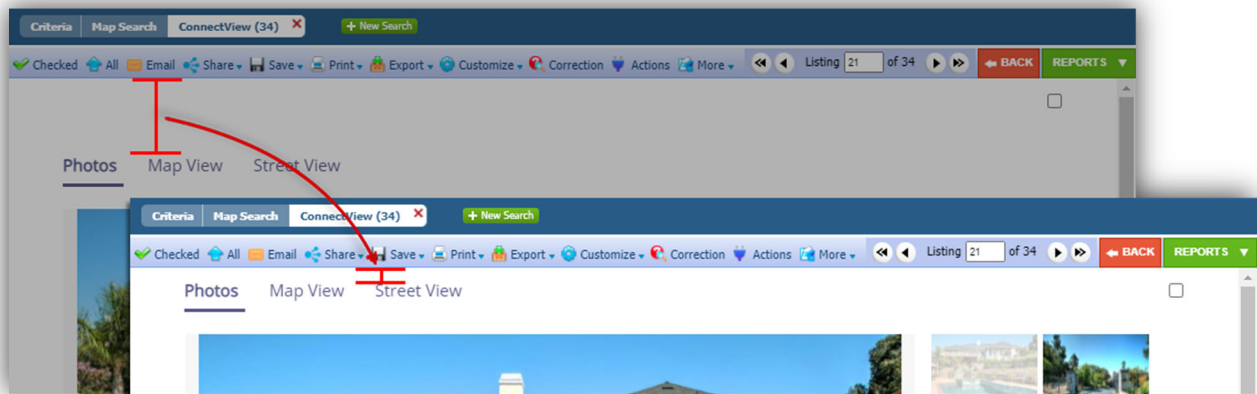 Criteria Map Search ConnectView (34) + New Search
Checked All Email Share Save Print Export Customize Correction Actions More Listing 21 of 34 BACK REPORTS
Photos Map View Street View
Criteria Map Search ConnectView (34) + New Search
Checked All Email Share Save Print Export Customize Correction Actions More Listing 21 of 34 BACK REPORTS
Photos Map View Street View